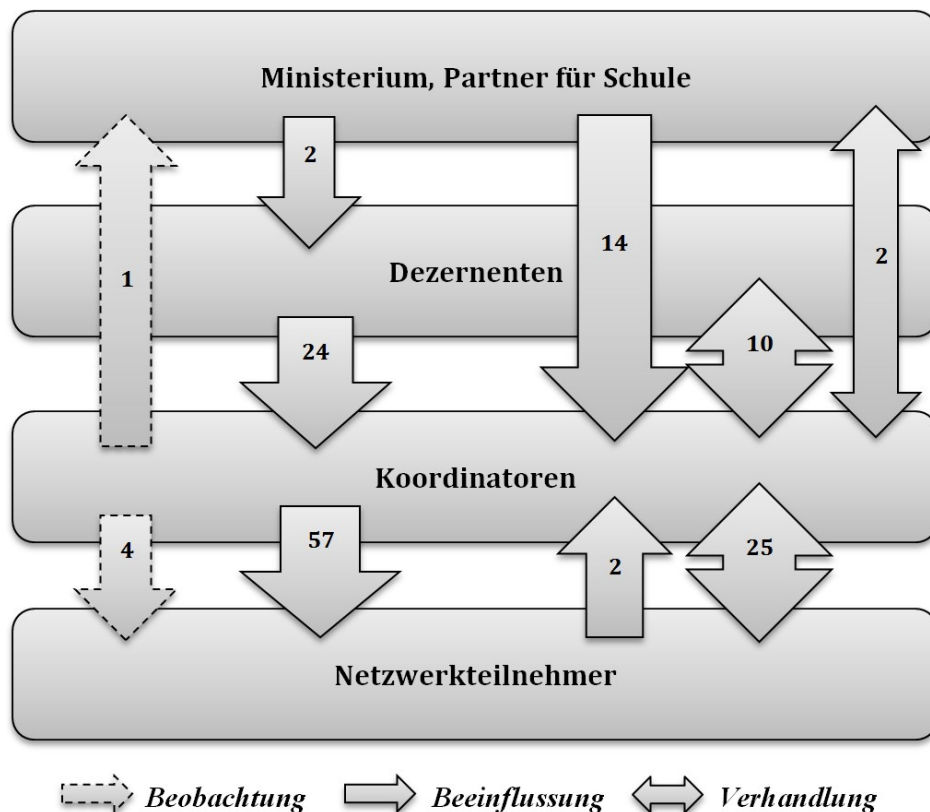 Ministerium, Partner für Schule
2
14
2
1
Dezernenten
24
10
Koordinatoren
4
57
2
25
Netzwerkteilnehmer
Beobachtung
Beeinflussung
Verhandlung